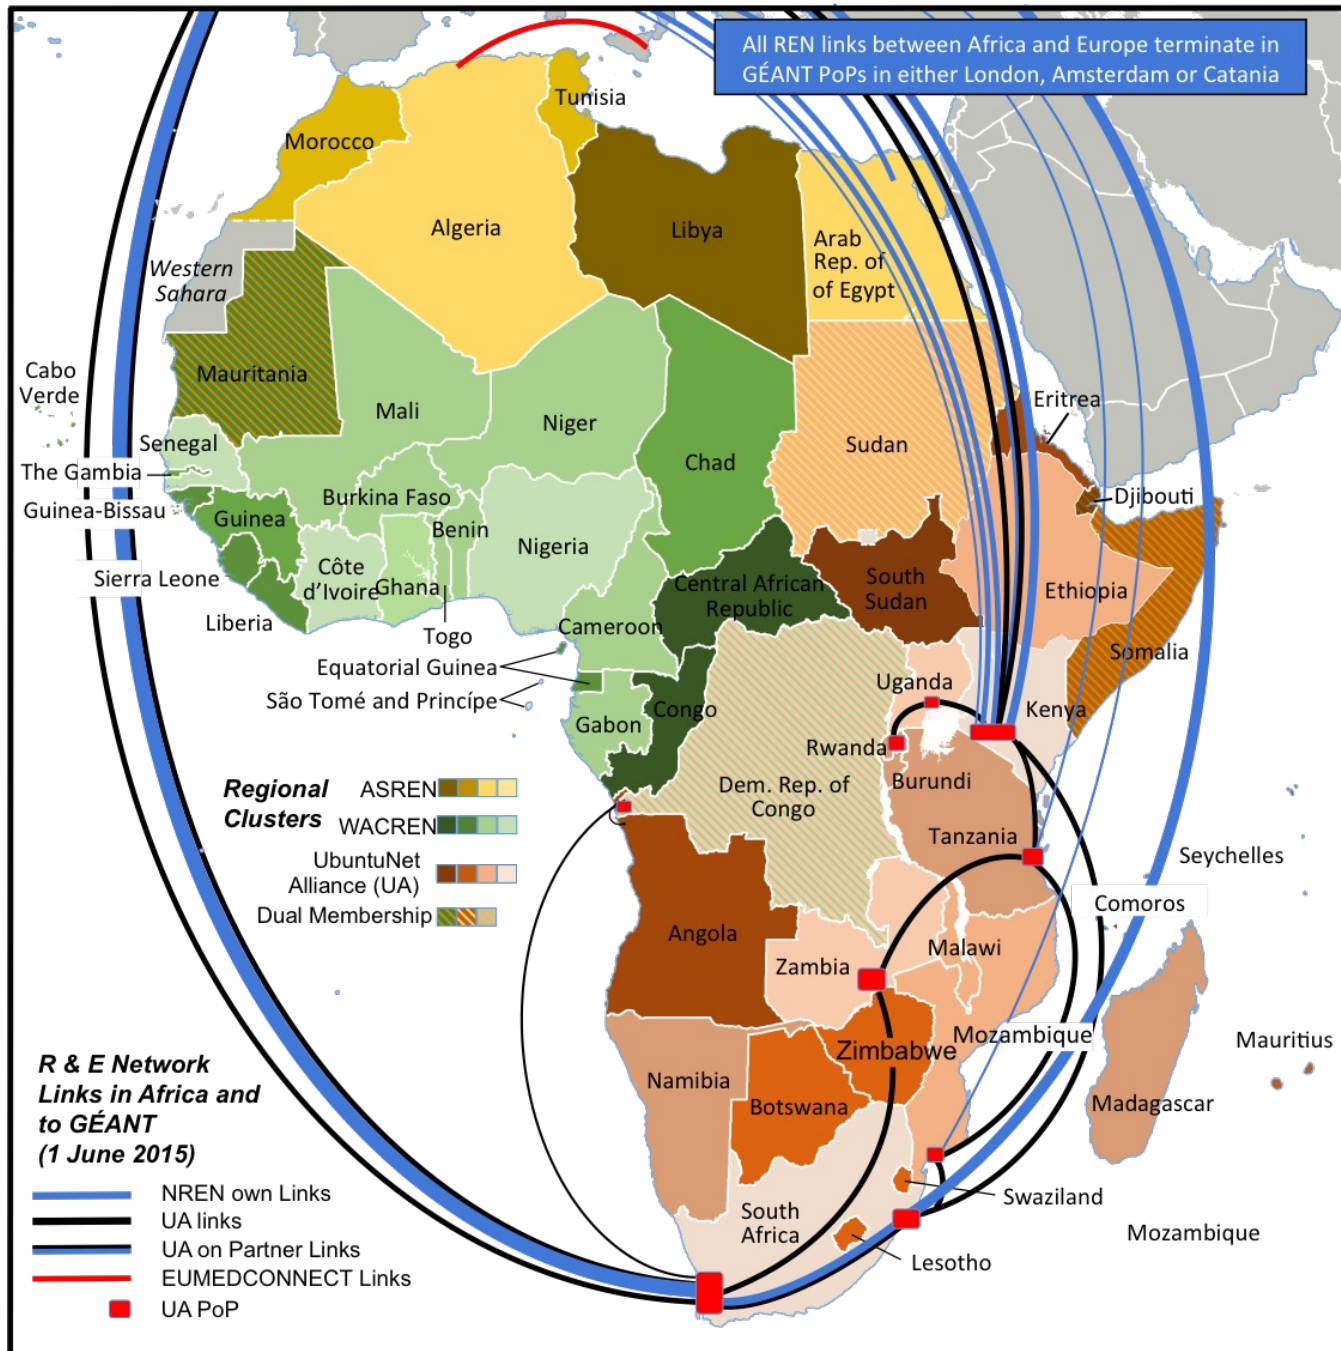 All REN links between Africa and Europe terminate in
GÉANT PoPs in either London, Amsterdam or Catania
Tunisia
Morocco
Algeria
Libya
Arab
Rep. of
of Egypt
Western
Sahara
Mauritania
Cabo
Verde
Mali
Niger
Chad
Sudan
Eritrea
Senegal
The Gambia
Guinea-Bissau
Guinea
Burkina Faso
Benin
Nigeria
Djibouti
Sierra Leone
Côte
d’Ivoire
Ghana
Central African
Republic
South
Sudan
Ethiopia
Liberia
Togo
Cameroon
Somalia
Equatorial Guinea
São Tomé and Princípe
Gabon
Congo
Uganda
Kenya
Rwanda
Burundi
Dem. Rep. of
Congo
Regional
Clusters
ASREN
WACREN
UbuntuNet
Alliance (UA)
Dual Membership
Tanzania
Seychelles
Comoros
Angola
Zambia
Malawi
Mozambique
Zimbabwe
Mauritius
Namibia
Botswana
Madagascar
R & E Network
Links in Africa and
to GÉANT
(1 June 2015)
NREN own Links
UA links
UA on Partner Links
EUMEDCONNECT Links
UA PoP
South
Africa
Swaziland
Mozambique
Lesotho